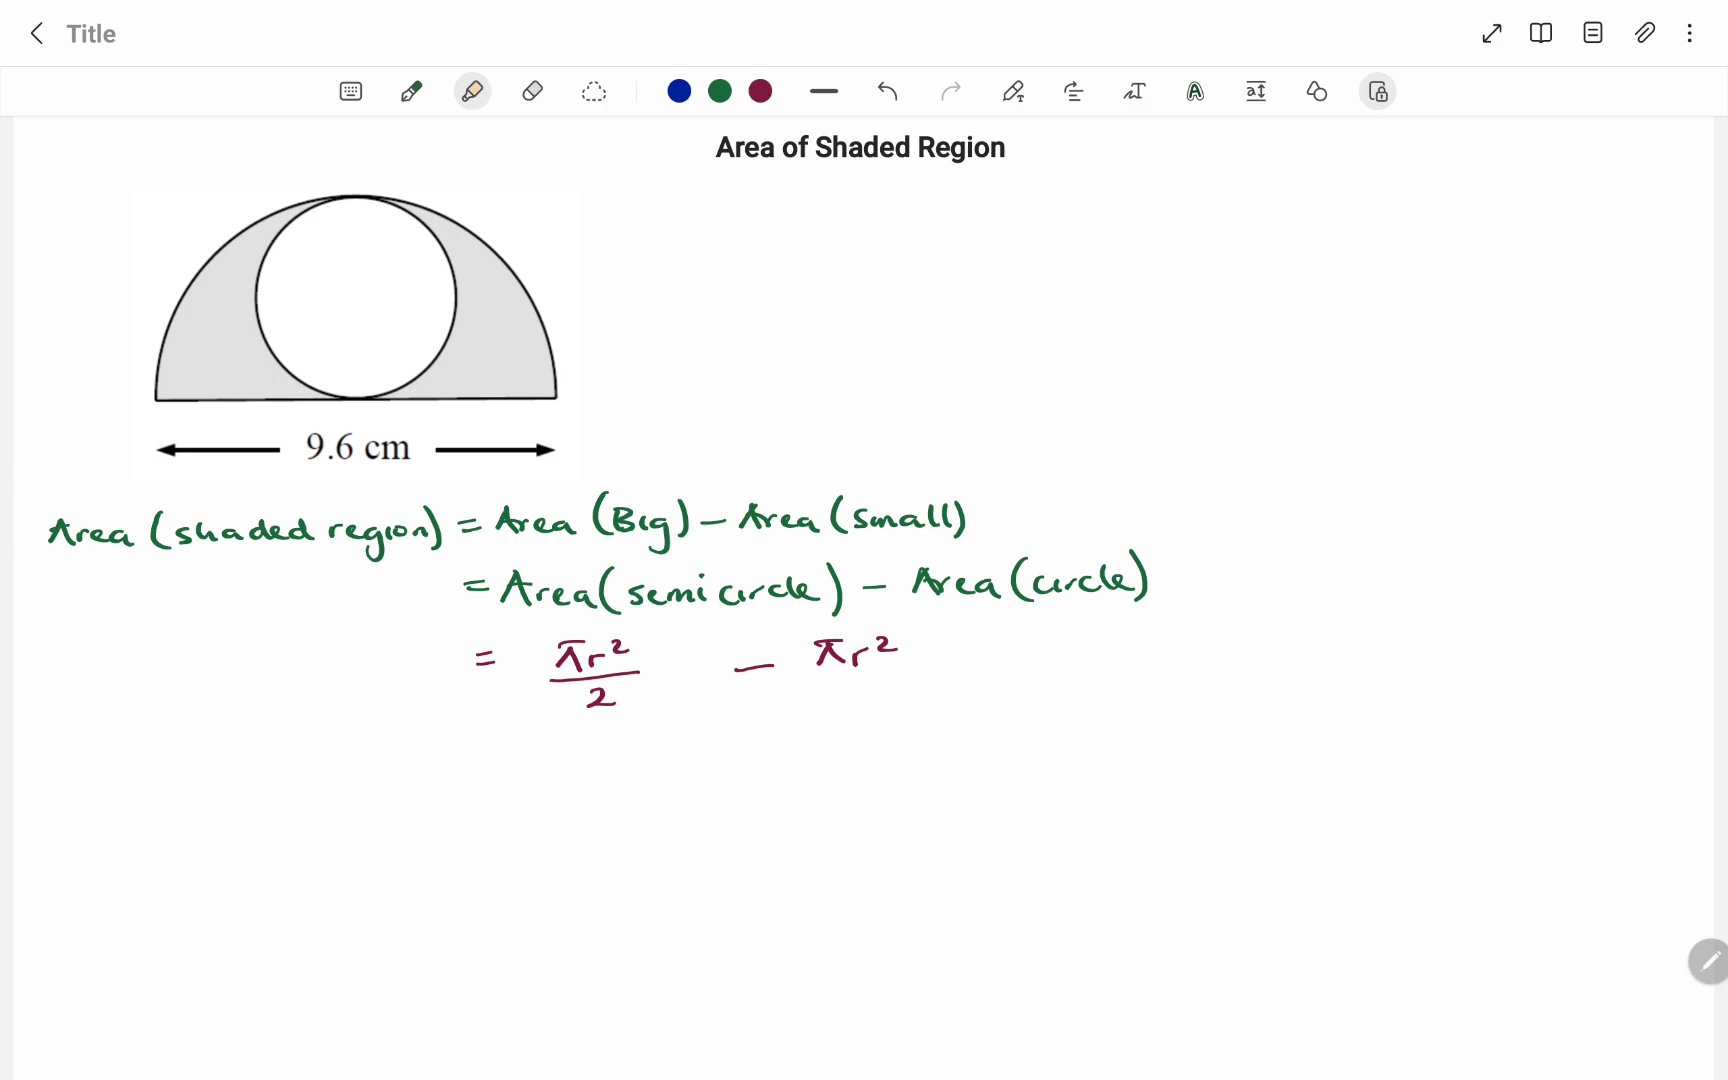 Title
Area of Shaded Region
9.6 cm
Area (shaded region) = Area (Big) - Area (small)
= Area (semi circle) - Area (circle)
= πr²/2 - πr²